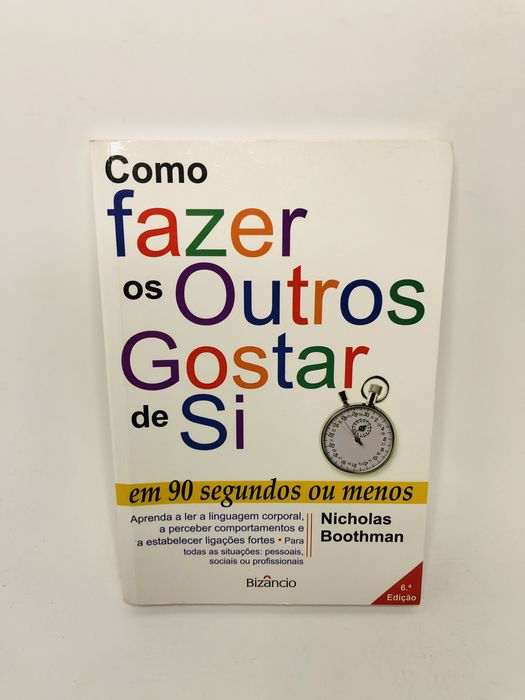 Como
fazer
os Outros
Gostar
de Si
em 90 segundos ou menos
Aprenda a ler a linguagem corporal,
a perceber comportamentos e
a estabelecer ligações fortes • Para
todas as situações: pessoais,
sociais ou profissionais
Nicholas
Boothman
Bizâncio
6.ª
Edição